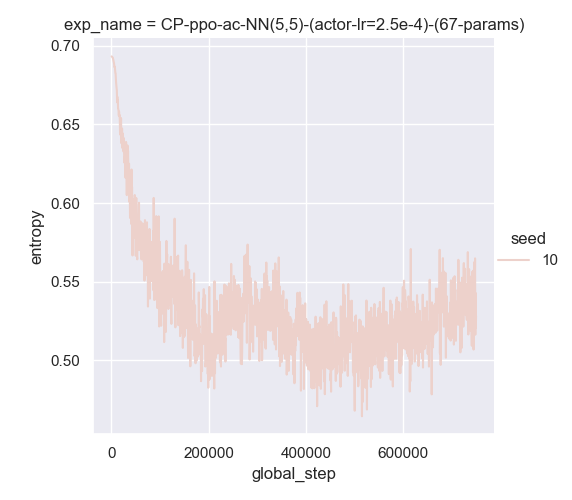 exp_name = CP-ppo-ac-NN(5,5)-(actor-lr=2.5e-4)-(67-params)
0.70
0.65
0.60
0.55
0.50
entropy
0
200000
400000
600000
global_step
seed
10